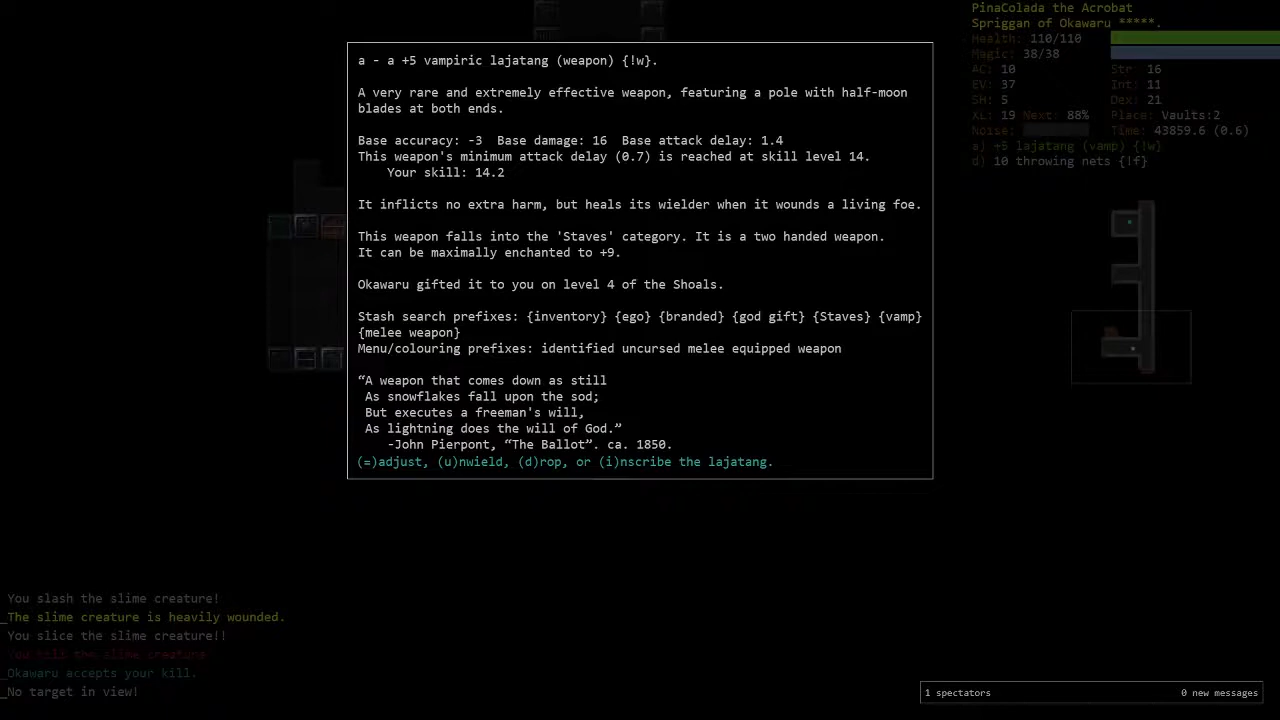 PinaColada the Acrobat
Spriggan of Okawaru *****.
Health: 110/110
Magic: 38/38
AC: 10 Str 16
EV: 37 Int: 11
SH: 5 Dex: 21
XL: 19 Next: 88% Place: Vaults:2
Noise: Time: 43859.6 (0.6)
a) +5 lajatang (vamp) {!w}
d) 10 throwing nets {!f}
a - a +5 vampiric lajatang (weapon) {!w}.
A very rare and extremely effective weapon, featuring a pole with half-moon
blades at both ends.
Base accuracy: -3 Base damage: 16 Base attack delay: 1.4
This weapon's minimum attack delay (0.7) is reached at skill level 14.
Your skill: 14.2
It inflicts no extra harm, but heals its wielder when it wounds a living foe.
This weapon falls into the 'Staves' category. It is a two handed weapon.
It can be maximally enchanted to +9.
Okawaru gifted it to you on level 4 of the Shoals.
Stash search prefixes: {inventory} {ego} {branded} {god gift} {Staves} {vamp}
{melee weapon}
Menu/colouring prefixes: identified uncursed melee equipped weapon
“A weapon that comes down as still
As snowflakes fall upon the sod;
But executes a freeman's will,
As lightning does the will of God.”
-John Pierpont, “The Ballot”. ca. 1850.
(=)adjust, (u)nwield, (d)rop, or (i)nscribe the lajatang.
You slash the slime creature!
_The slime creature is heavily wounded.
You slice the slime creature!!
You kill the slime creature
_Okawaru accepts your kill.
_No target in view!
1 spectators 0 new messages